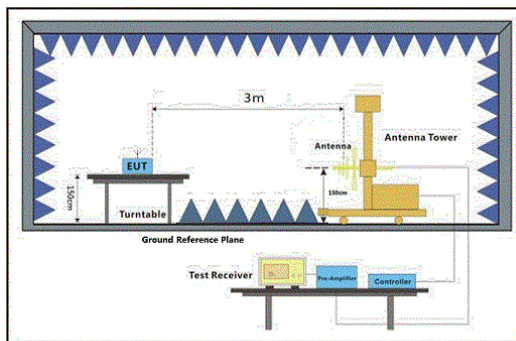 3m
Antenna
Antenna Tower
EUT
150cm
150cm
Turntable
Ground Reference Plane
Test Receiver
Pre-Amplifier
Controller